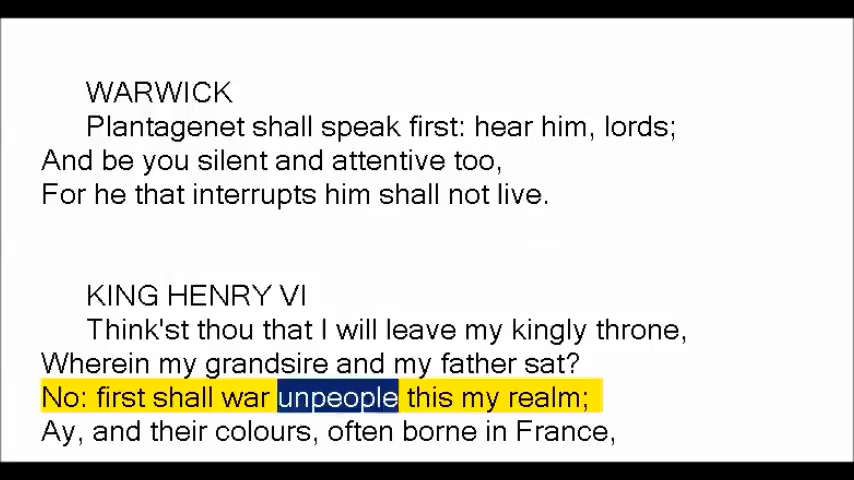 WARWICK
Plantagenet shall speak first: hear him, lords;
And be you silent and attentive too,
For he that interrupts him shall not live.
KING HENRY VI
Think'st thou that I will leave my kingly throne,
Wherein my grandsire and my father sat?
No: first shall war unpeople this my realm;
Ay, and their colours, often borne in France,